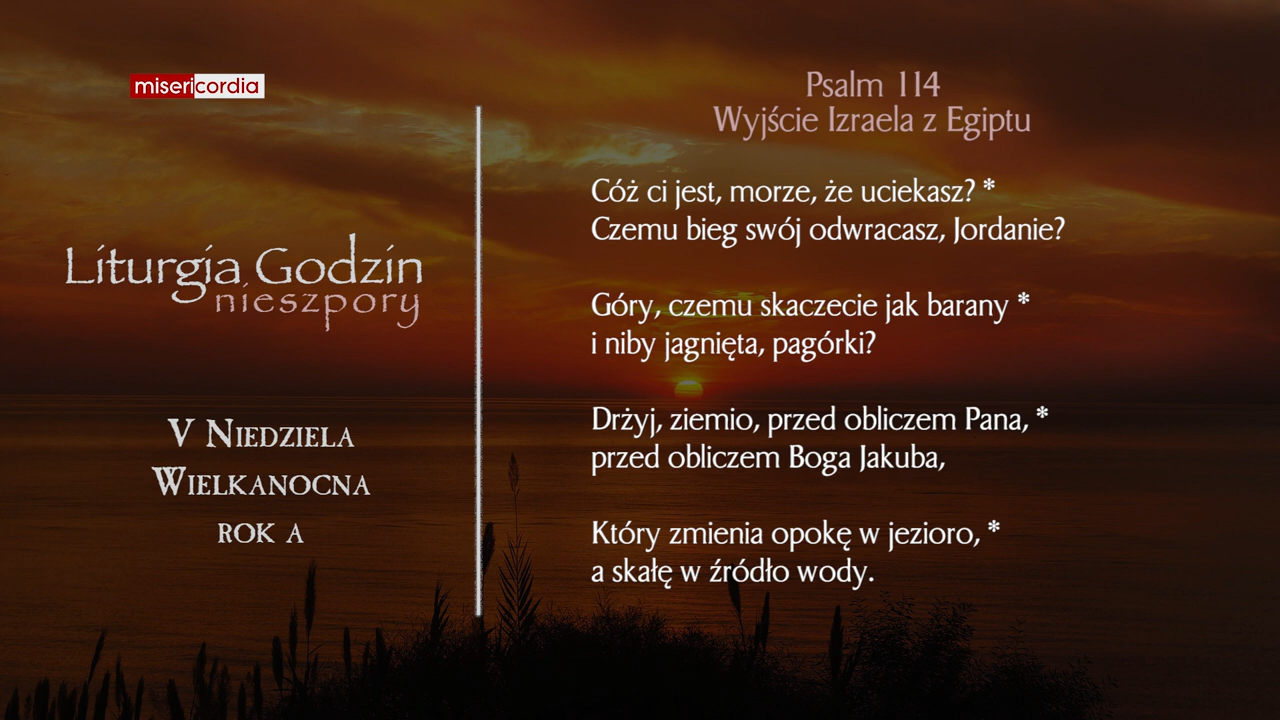 misericordia
Liturgia Godzin
nieszpory
V Niedziela
Wielkanocna
rok a
Psalm 114
Wyjście Izraela z Egiptu
Cóż ci jest, morze, że uciekasz? *
Czemu bieg swój odwracasz, Jordanie?
Góry, czemu skaczecie jak barany *
i niby jagnięta, pagórki?
Drżyj, ziemio, przed obliczem Pana, *
przed obliczem Boga Jakuba,
Który zmienia opokę w jezioro, *
a skałę w źródło wody.